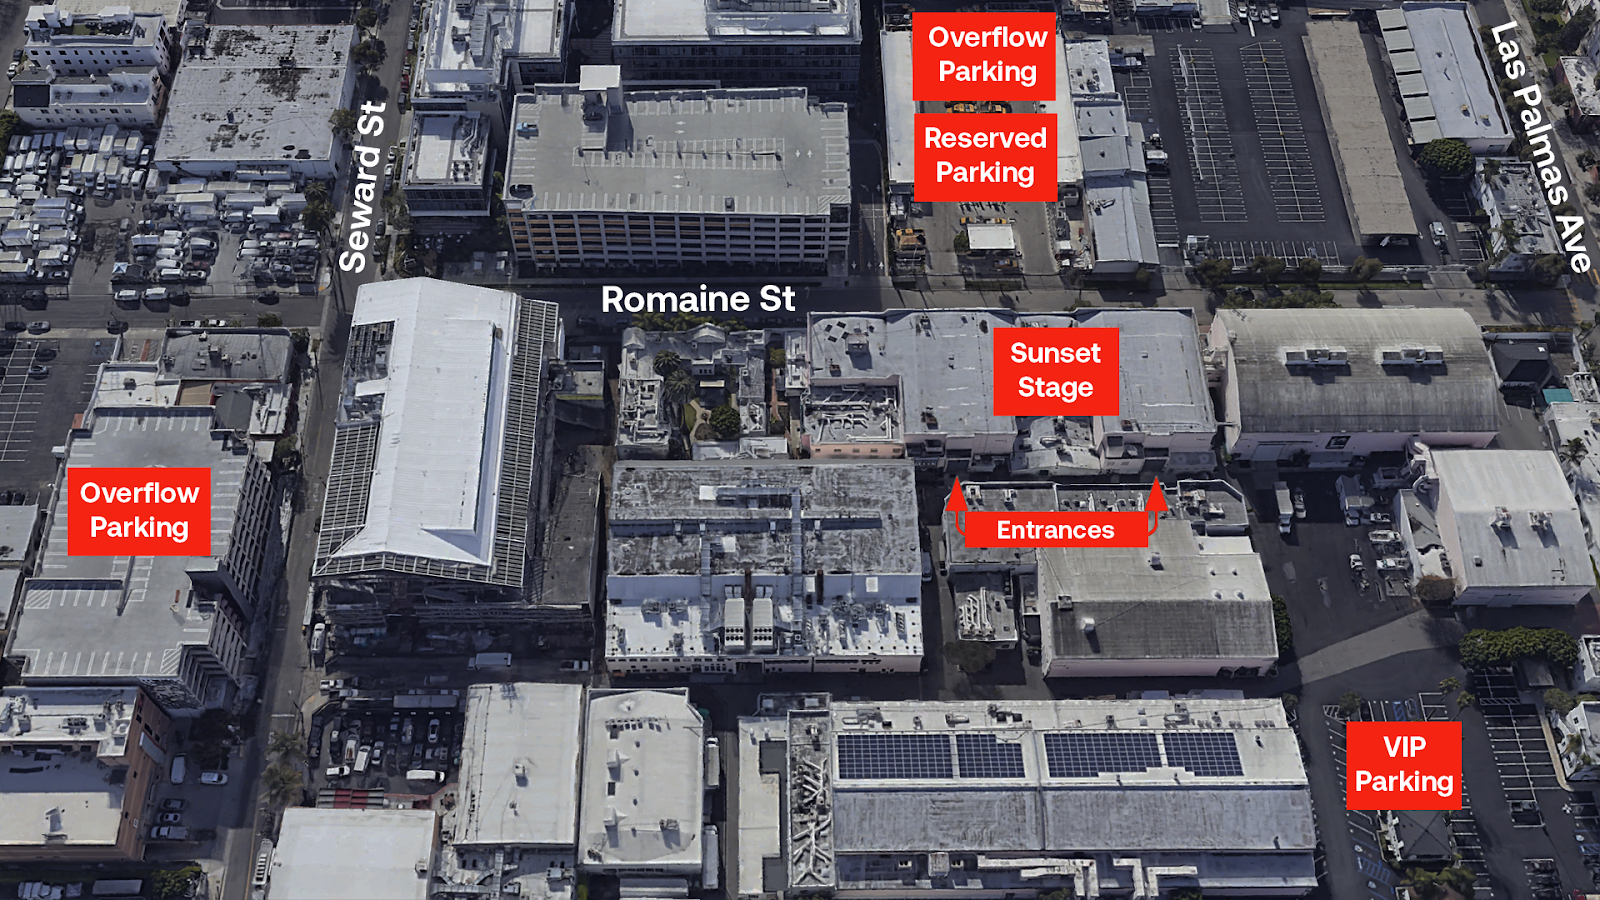 Overflow
Parking
Reserved
Parking
Las Palmas Ave
Seward St
Romaine St
Sunset
Stage
Overflow
Parking
Entrances
VIP
Parking